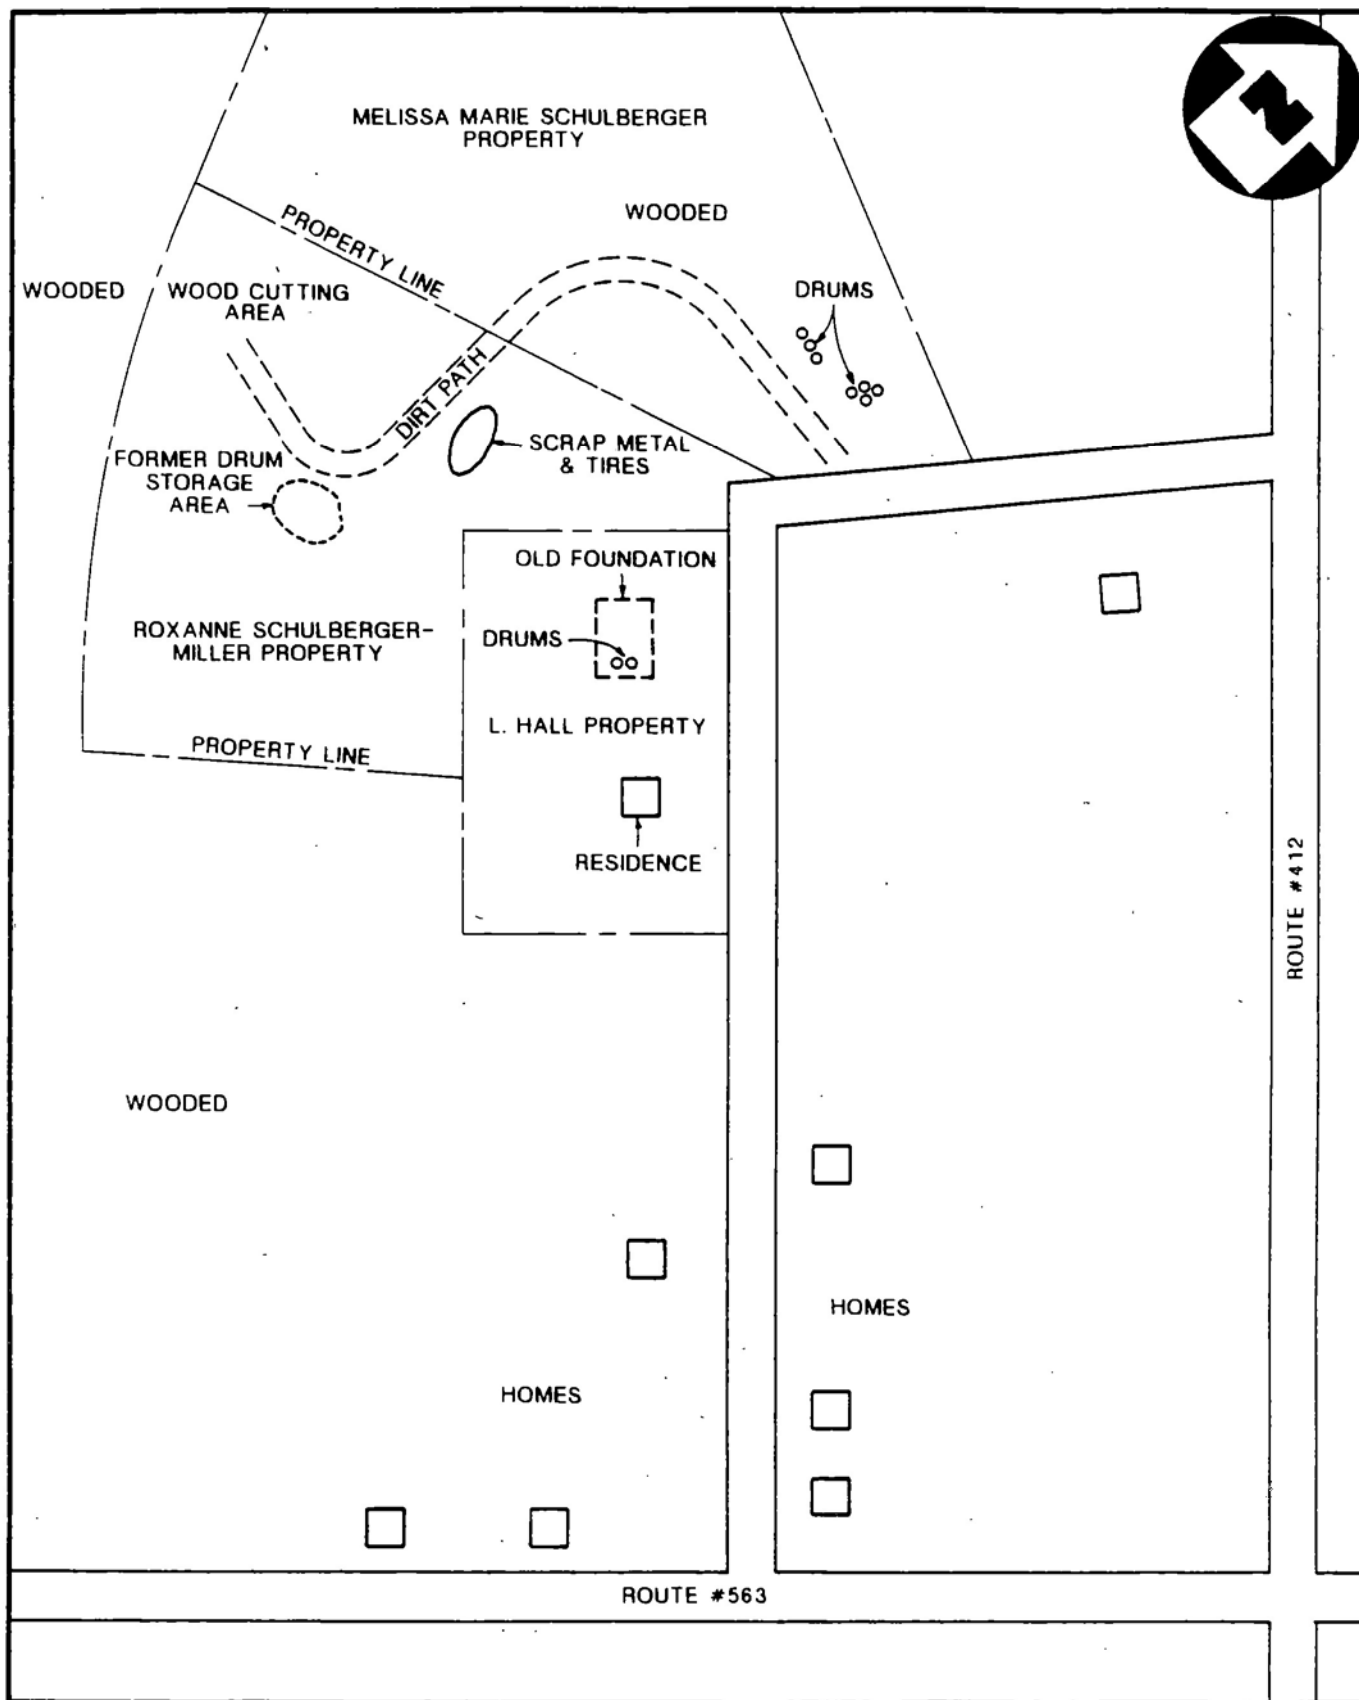 MELISSA MARIE SCHULBERGER
PROPERTY
N
WOODED
PROPERTY LINE
WOODED
WOOD CUTTING
AREA
DRUMS
DIRT PATH
SCRAP METAL
& TIRES
FORMER DRUM
STORAGE
AREA
OLD FOUNDATION
ROXANNE SCHULBERGER-
MILLER PROPERTY
DRUMS
L. HALL PROPERTY
PROPERTY LINE
RESIDENCE
ROUTE #412
WOODED
HOMES
HOMES
ROUTE #563